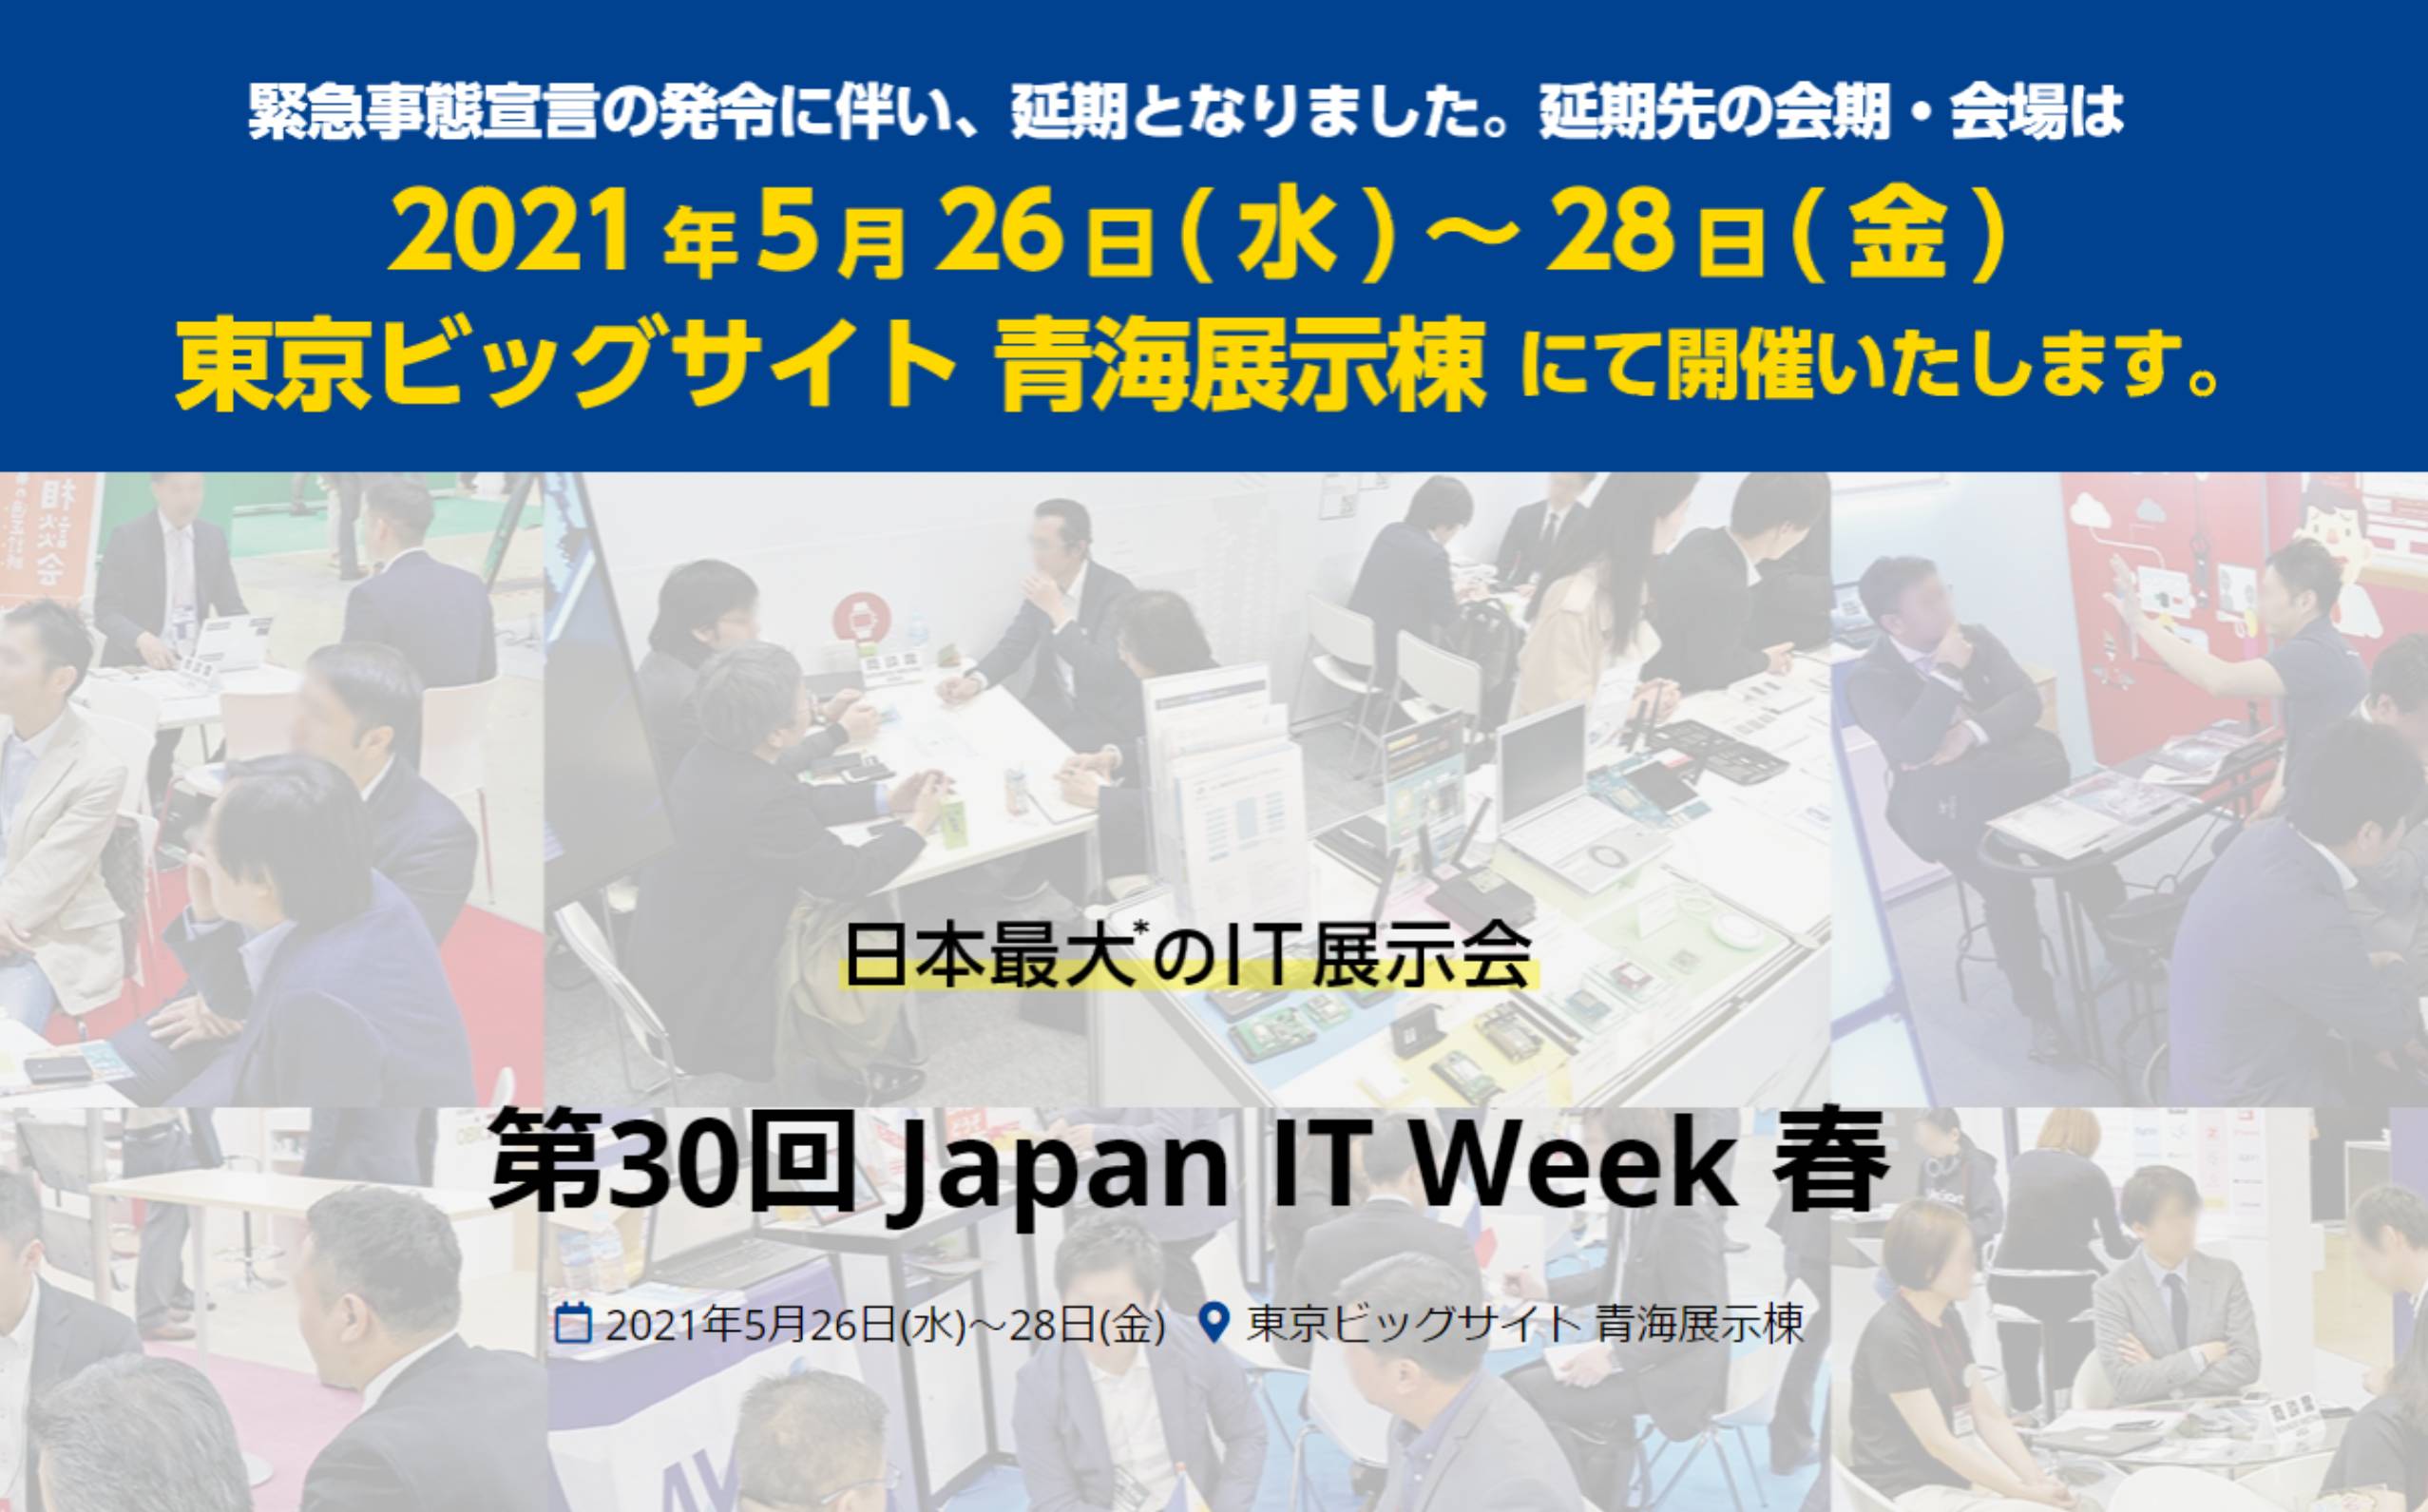 緊急事態宣言の発令に伴い、延期となりました。延期先の会期・会場は
2021年5月26日(水)～28日(金)
東京ビッグサイト 青海展示棟 にて開催いたします。
相談会
日本最大*のIT展示会
第30回 Japan IT Week 春
2021年5月26日(水)～28日(金) 東京ビッグサイト 青海展示棟